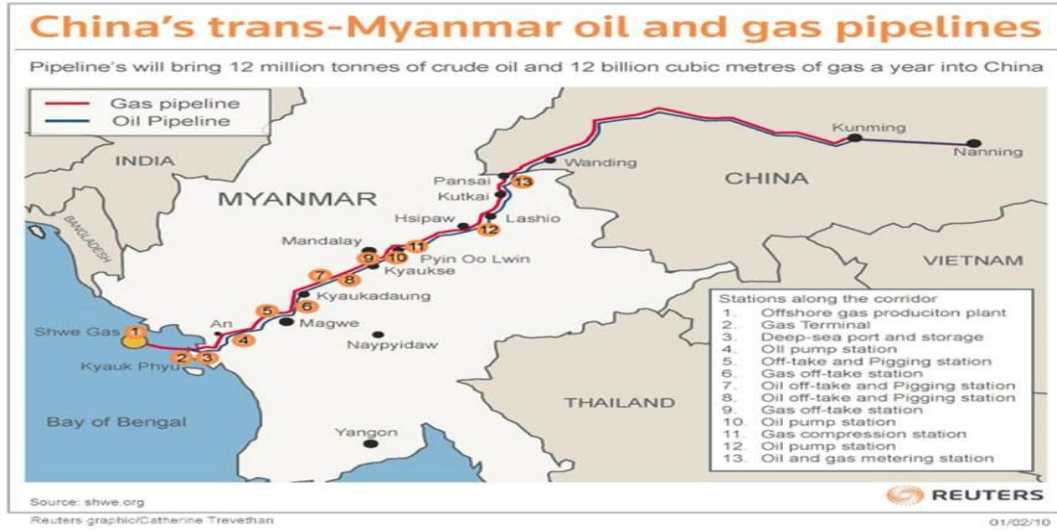 China's trans-Myanmar oil and gas pipelines
Pipeline's will bring 12 million tonnes of crude oil and 12 billion cubic metres of gas a year into China
Gas pipeline
Oil Pipeline
INDIA
BANGLADESH
MYANMAR
CHINA
VIETNAM
THAILAND
Kunming
Nanning
Wanding
Pansai
13
Kutkai
Hsipaw
Lashio
12
Mandalay
11
9
10
Pyin Oo Lwin
Kyaukse
7
8
Kyaukadaung
5
6
Magwe
Naypyidaw
An
4
Shwe Gas
1
2
3
Kyauk Phyu
Bay of Bengal
Yangon
Stations along the corridor
1. Offshore gas produciton plant
2. Gas Terminal
3. Deep-sea port and storage
4. Oil pump station
5. Off-take and Pigging station
6. Gas off-take station
7. Oil off-take and Pigging station
8. Oil off-take and Pigging station
9. Gas off-take station
10. Oil pump station
11. Gas compression station
12. Oil pump station
13. Oil and gas metering station
Source: shwe.org
REUTERS
Reuters graphic/Catherine Trevethan
01/02/10